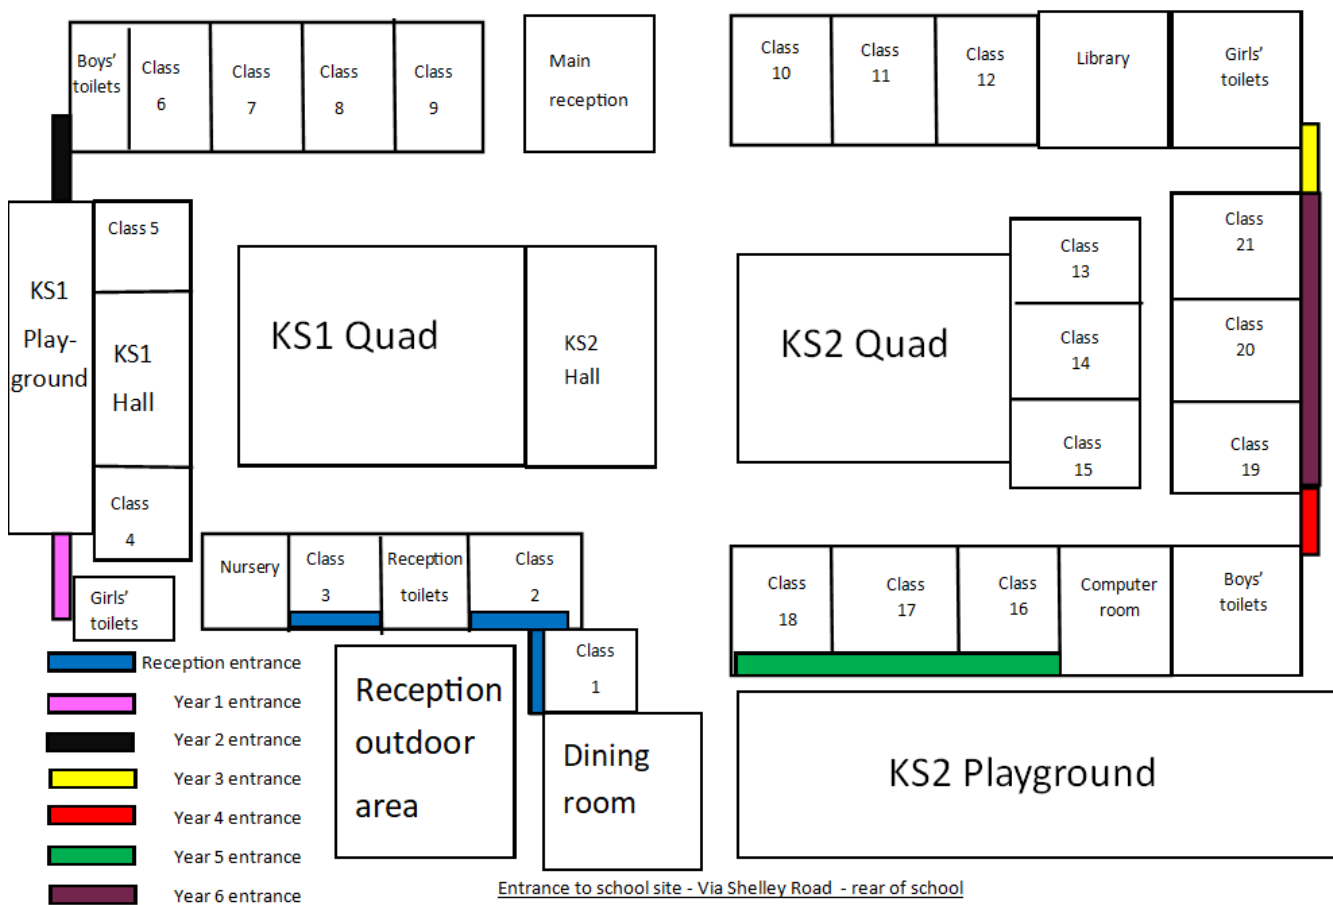 Boys’
toilets
Class
6
Class
7
Class
8
Class
9
Main
reception
Class
10
Class
11
Class
12
Library
Girls’
toilets
KS1
Play-
ground
Class 5
KS1
Hall
Class
4
KS1 Quad
KS2
Hall
KS2 Quad
Class
13
Class
14
Class
15
Class
21
Class
20
Class
19
Girls’
toilets
Nursery
Class
3
Reception
toilets
Class
2
Class
1
Class
18
Class
17
Class
16
Computer
room
Boys’
toilets
Reception
outdoor
area
Dining
room
KS2 Playground
Reception entrance
Year 1 entrance
Year 2 entrance
Year 3 entrance
Year 4 entrance
Year 5 entrance
Year 6 entrance
Entrance to school site - Via Shelley Road - rear of school